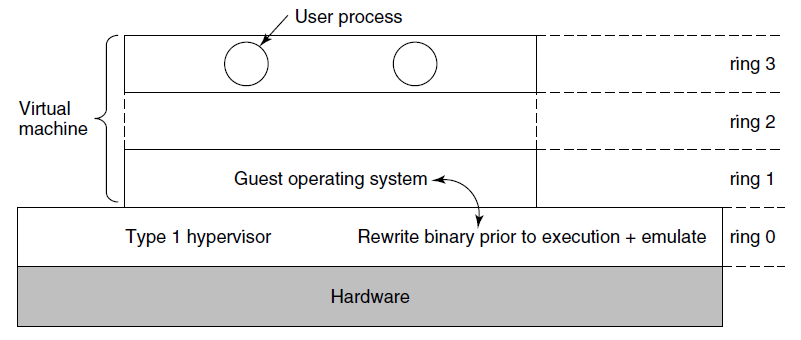 User process
ring 3
Virtual
machine
ring 2
Guest operating system
ring 1
Type 1 hypervisor
Rewrite binary prior to execution + emulate
ring 0
Hardware